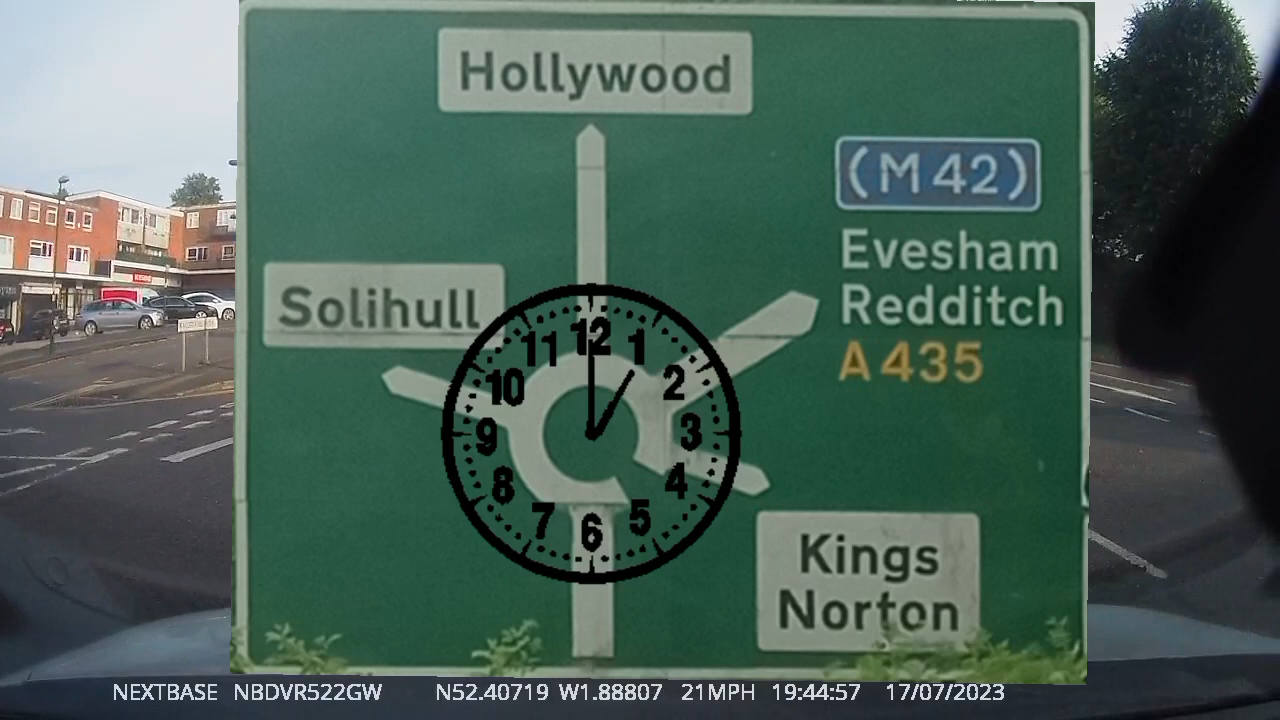 Hollywood
(M42)
Evesham
Redditch
A435
Solihull
12
11
1
10
2
9
3
8
4
7
5
6
Kings
Norton
NEXTBASE NBDVR522GW N52.40719 W1.88807 21MPH 19:44:57 17/07/2023